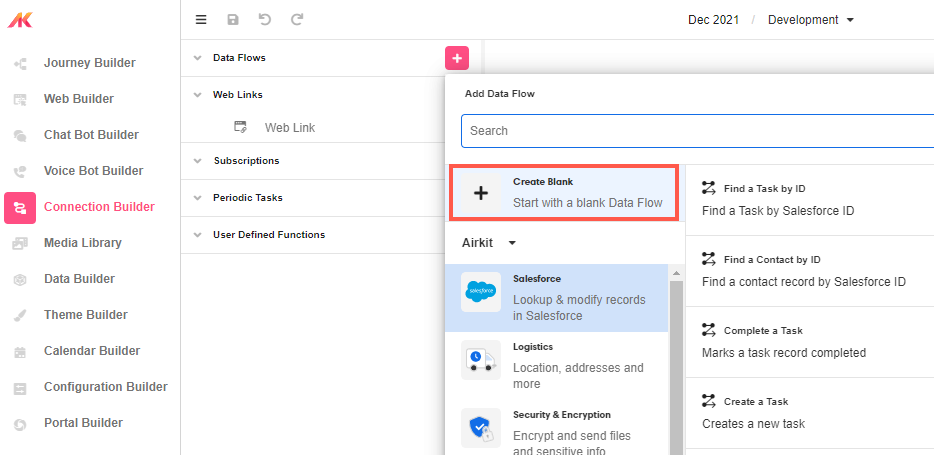 Dec 2021 / Development
Journey Builder
Web Builder
Chat Bot Builder
Voice Bot Builder
Connection Builder
Media Library
Data Builder
Theme Builder
Calendar Builder
Configuration Builder
Portal Builder
Data Flows
Web Links
Web Link
Subscriptions
Periodic Tasks
User Defined Functions
Add Data Flow
Search
Create Blank
Start with a blank Data Flow
Airkit
Salesforce
salesforce
Lookup & modify records
in Salesforce
Logistics
Location, addresses and
more
Security & Encryption
Encrypt and send files
and sensitive info
Find a Task by ID
Find a Task by Salesforce ID
Find a Contact by ID
Find a contact record by Salesforce ID
Complete a Task
Marks a task record completed
Create a Task
Creates a new task